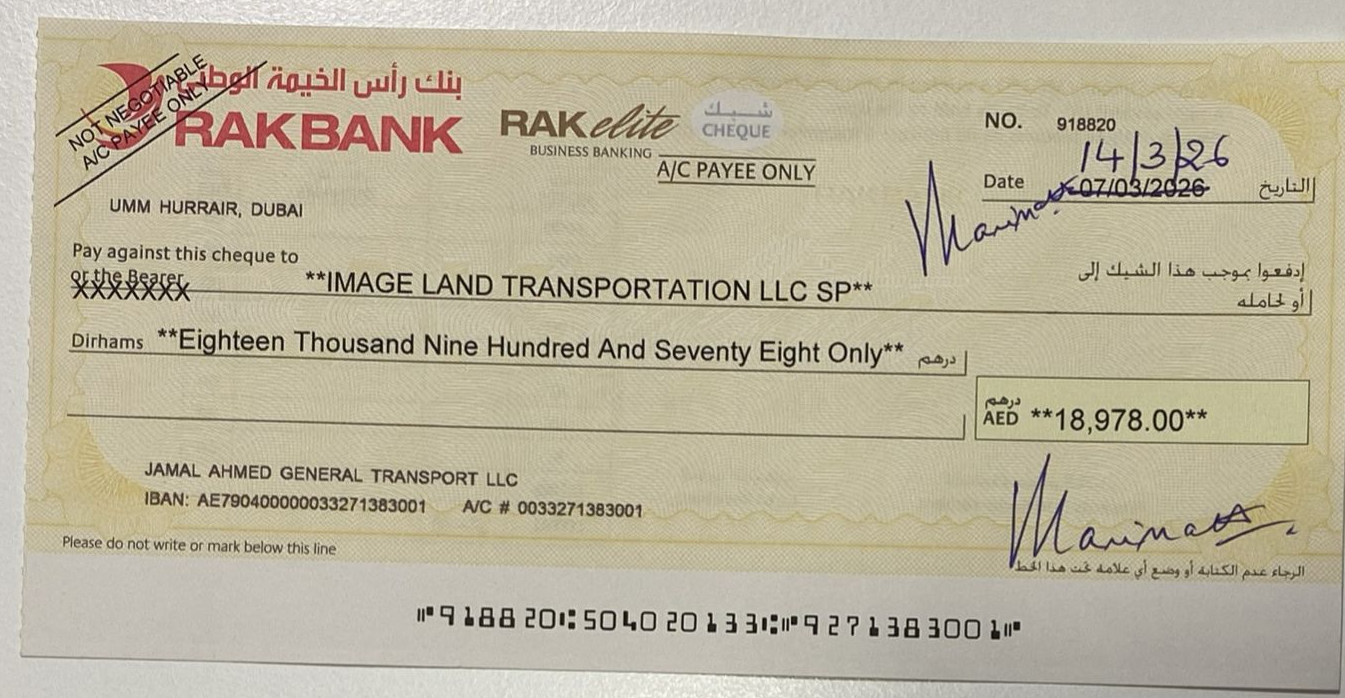 NOT NEGOTIABLE
A/C PAYEE ONLY
بنك رأس الخيمة الوطني
RAKBANK
RAKelite
BUSINESS BANKING
شيك
CHEQUE
A/C PAYEE ONLY
NO. 918820
14/3/26
Date 07/03/2026 التاريخ
UMM HURRAIR, DUBAI
Pay against this cheque to
إدفعوا بموجب هذا الشيك إلى
or the Bearer
XXXXXXX
**IMAGE LAND TRANSPORTATION LLC SP**
أو لحامله
Dirhams **Eighteen Thousand Nine Hundred And Seventy Eight Only** درهم
درهم
AED **18,978.00**
JAMAL AHMED GENERAL TRANSPORT LLC
IBAN: AE790400000033271383001 A/C # 0033271383001
Please do not write or mark below this line
الرجاء عدم الكتابة أو وضع أي علامة تحت هذا الخط
⑈918820⑆504020133⑆⑈9271383001⑈